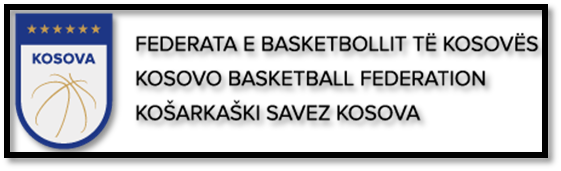 KOSOVA
FEDERATA E BASKETBOLLIT TË KOSOVËS
KOSOVO BASKETBALL FEDERATION
KOŠARKAŠKI SAVEZ KOSOVA